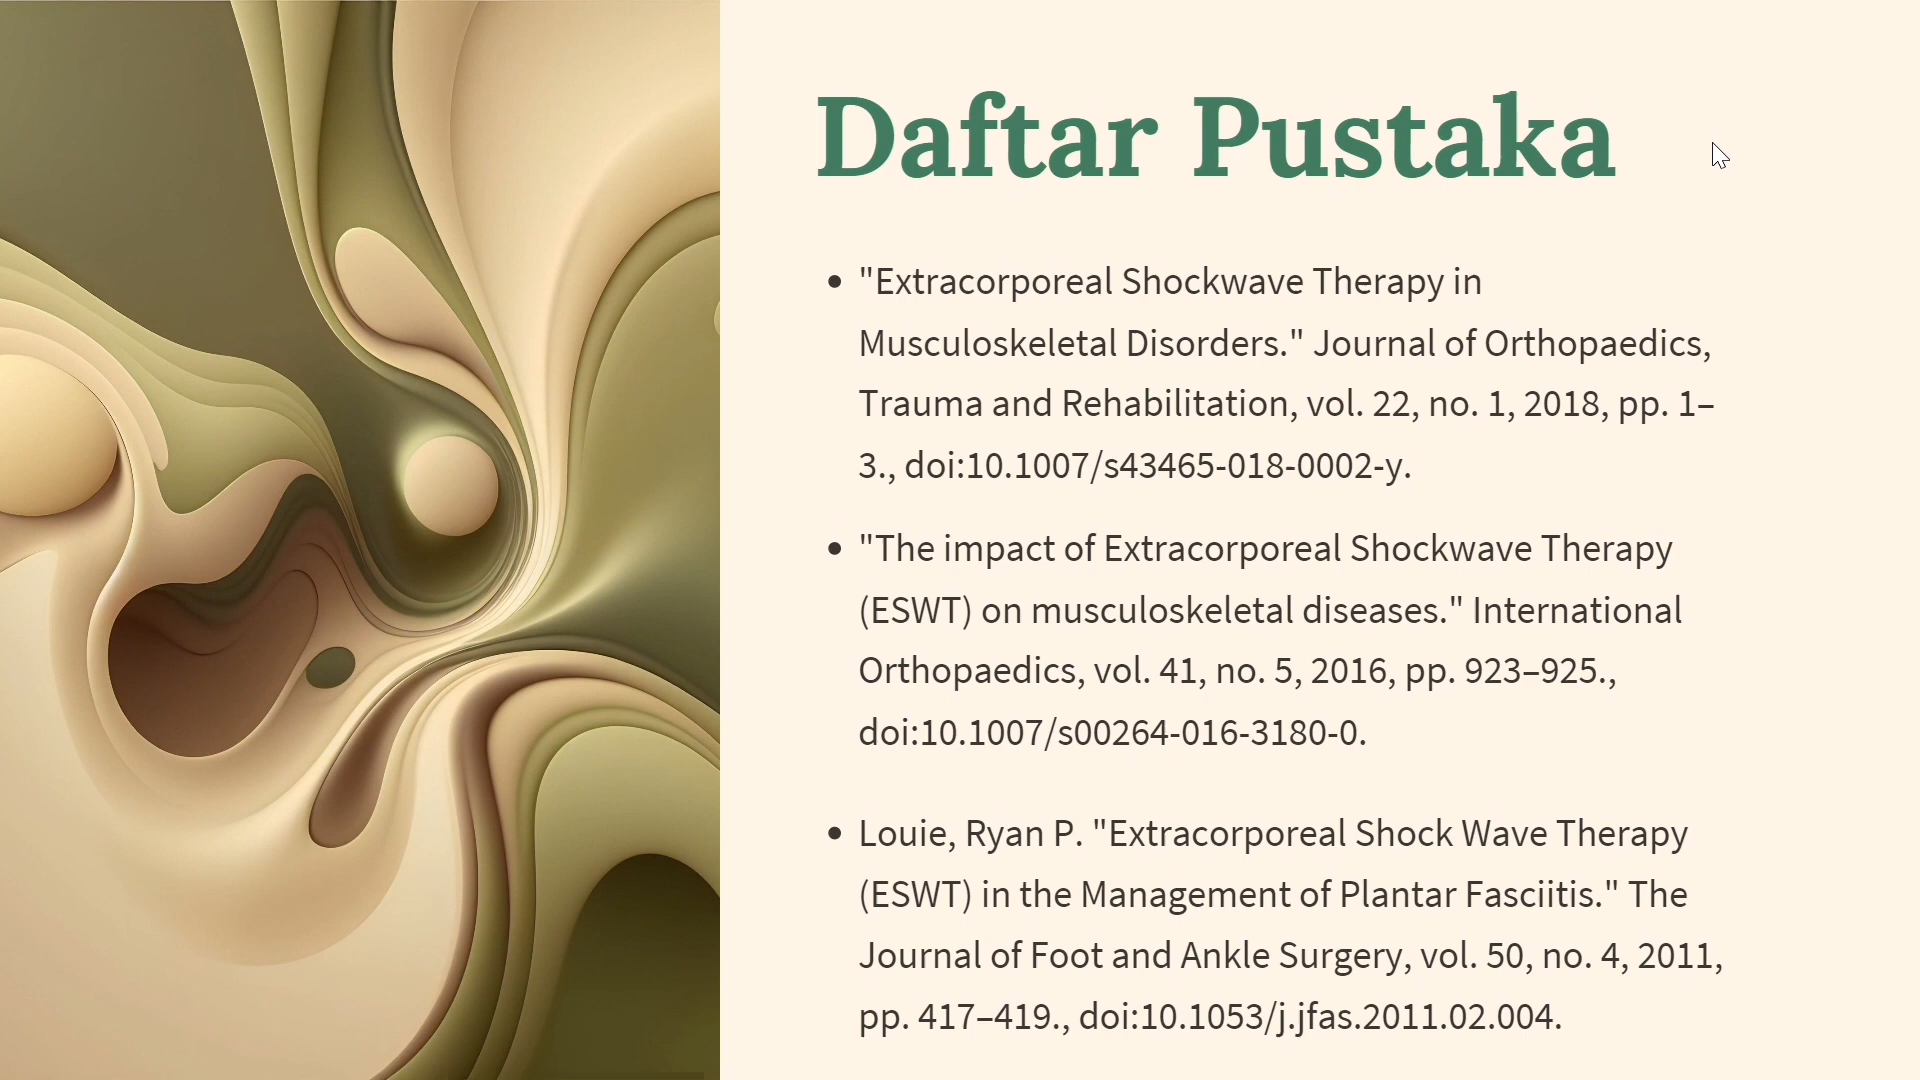 Daftar Pustaka
• "Extracorporeal Shockwave Therapy in
Musculoskeletal Disorders." Journal of Orthopaedics,
Trauma and Rehabilitation, vol. 22, no. 1, 2018, pp. 1–
3., doi:10.1007/s43465-018-0002-y.
• "The impact of Extracorporeal Shockwave Therapy
(ESWT) on musculoskeletal diseases." International
Orthopaedics, vol. 41, no. 5, 2016, pp. 923–925.,
doi:10.1007/s00264-016-3180-0.
• Louie, Ryan P. "Extracorporeal Shock Wave Therapy
(ESWT) in the Management of Plantar Fasciitis." The
Journal of Foot and Ankle Surgery, vol. 50, no. 4, 2011,
pp. 417–419., doi:10.1053/j.jfas.2011.02.004.